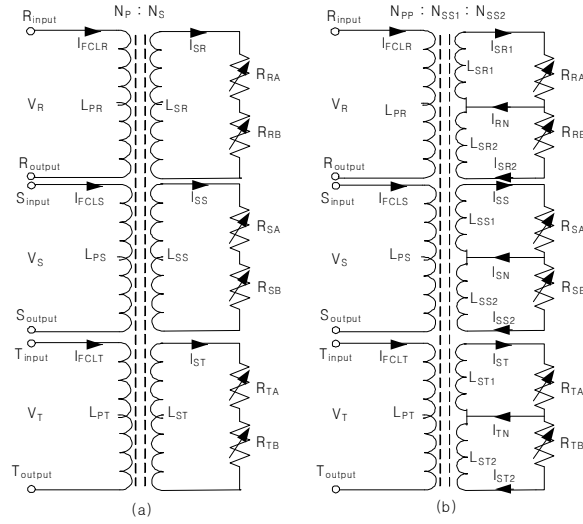 N_P : N_S
R_input
I_FCLR
I_SR
R_RA
V_R
L_PR
L_SR
R_RB
R_output
S_input
I_FCLS
I_SS
R_SA
V_S
L_PS
L_SS
R_SB
S_output
T_input
I_FCLT
I_ST
R_TA
V_T
L_PT
L_ST
R_TB
T_output
(a)
N_PP : N_SS1 : N_SS2
R_input
I_FCLR
I_SR1
L_SR1
R_RA
V_R
L_PR
I_RN
R_RB
L_SR2
R_output
I_SR2
S_input
I_FCLS
I_SS
L_SS1
R_SA
V_S
L_PS
I_SN
L_SS2
R_SB
S_output
I_SS2
T_input
I_FCLT
I_ST
L_ST1
R_TA
V_T
L_PT
I_TN
R_TB
L_ST2
T_output
I_ST2
(b)